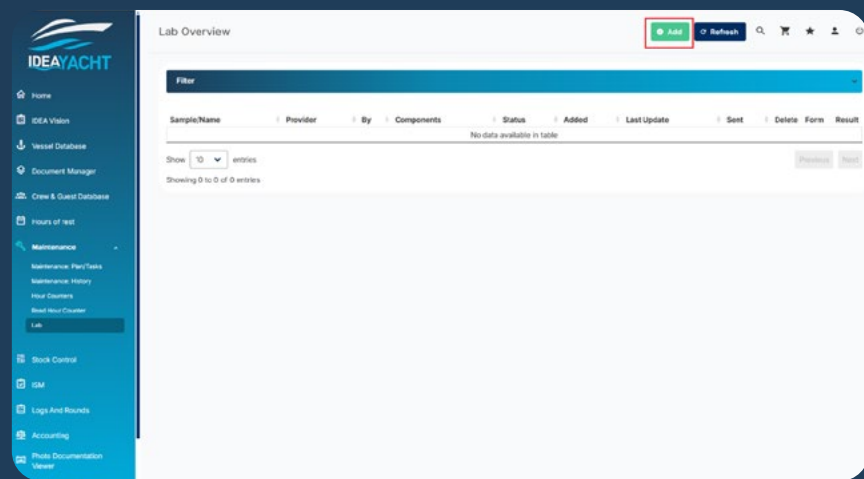 IDEAYACHT
Home
IDEA Vision
Vessel Database
Document Manager
Crew & Guest Database
Hours of rest
Maintenance
Maintenance: Plan/Tasks
Maintenance: History
Hour Counters
Read Hour Counter
Lab
Stock Control
ISM
Logs And Rounds
Accounting
Photo Documentation
Viewer
Lab Overview
Add Refresh
Filter
Sample/Name Provider By Components Status Added Last Update Sent Delete Form Result
No data available in table
Show 10 entries
Previous Next
Showing 0 to 0 of 0 entries